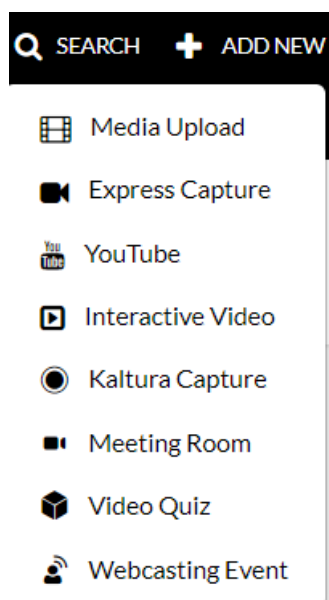 SEARCH ADD NEW
Media Upload
Express Capture
You Tube YouTube
Interactive Video
Kaltura Capture
Meeting Room
Video Quiz
Webcasting Event